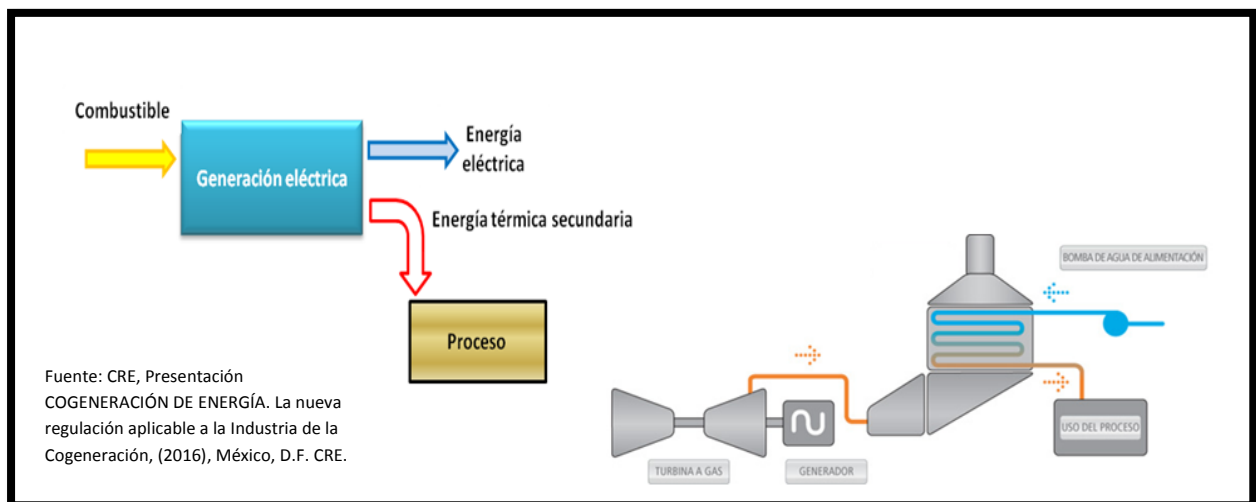 Combustible
Generación eléctrica
Energía
eléctrica
Energía térmica secundaria
Proceso
Fuente: CRE, Presentación
COGENERACIÓN DE ENERGÍA. La nueva
regulación aplicable a la Industria de la
Cogeneración, (2016), México, D.F. CRE.
BOMBA DE AGUA DE ALIMENTACIÓN
USO DEL PROCESO
TURBINA A GAS
GENERADOR